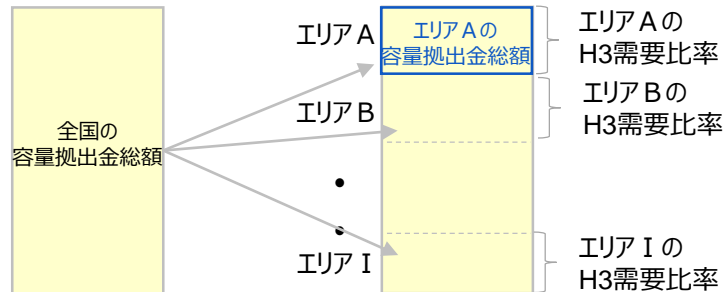 エリアA
エリアAの
容量拠出金総額
エリアAの
H3需要比率
エリアB
エリアBの
H3需要比率
全国の
容量拠出金総額
エリアI
エリアIの
H3需要比率